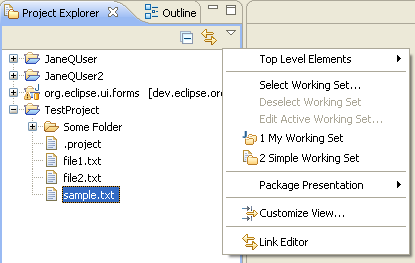 Project Explorer
Outline
JaneQUser
JaneQUser2
org.eclipse.ui.forms [dev.eclipse.or
TestProject
Some Folder
.project
file1.txt
file2.txt
sample.txt
Top Level Elements
Select Working Set...
Deselect Working Set
Edit Active Working Set...
1 My Working Set
2 Simple Working Set
Package Presentation
Customize View...
Link Editor